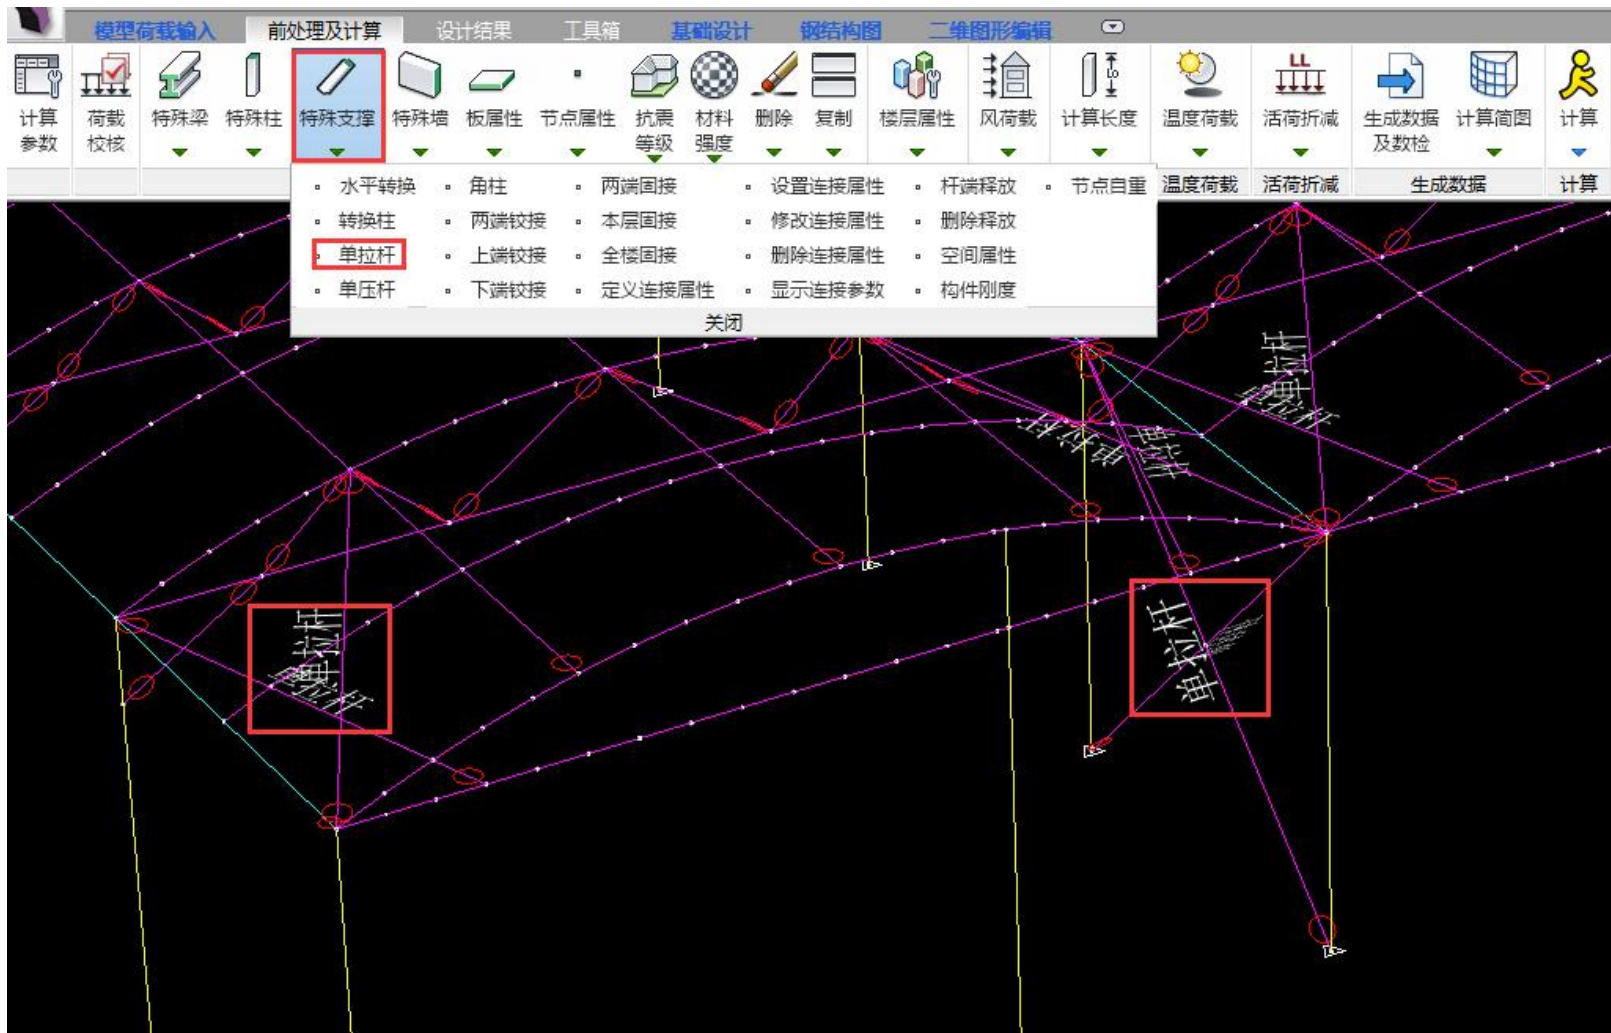 模型荷载输入 前处理及计算 设计结果 工具箱 基础设计 钢结构图 二维图形编辑
计算参数 荷载校核 特殊梁 特殊柱 特殊支撑 特殊墙 板属性 节点属性 抗震等级 材料强度 删除 复制 楼层属性 风荷载 计算长度 温度荷载 活荷折减 生成数据及数检 计算简图 计算
水平转换 角柱 两端固接 设置连接属性 杆端释放 节点自重 温度荷载 活荷折减 生成数据 计算
转换柱 两端铰接 本层固接 修改连接属性 删除释放
单拉杆 上端铰接 全楼固接 删除连接属性 空间属性
单压杆 下端铰接 定义连接属性 显示连接参数 构件刚度
关闭
单拉杆
单拉杆
单拉杆
单拉杆
单拉杆
单拉杆
单拉杆